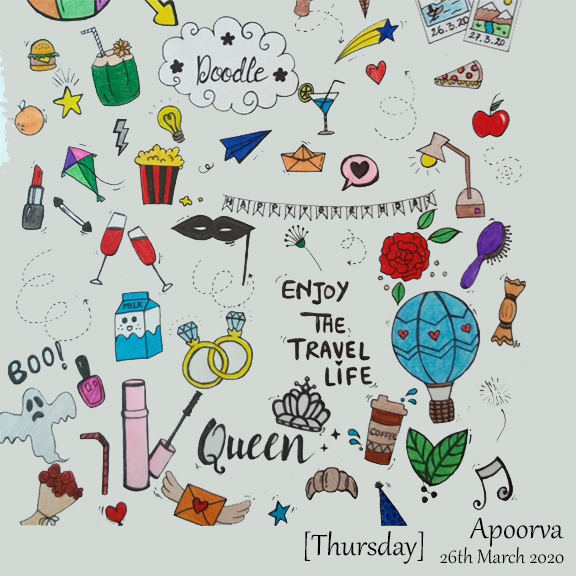 26.3.20
27.3.20
Doodle
HAPPY BIRTHDAY
MILK
ENJOY
THE
TRAVEL
LIFE
BOO!
COFFEE
Queen
[Thursday]
Apoorva
26th March 2020